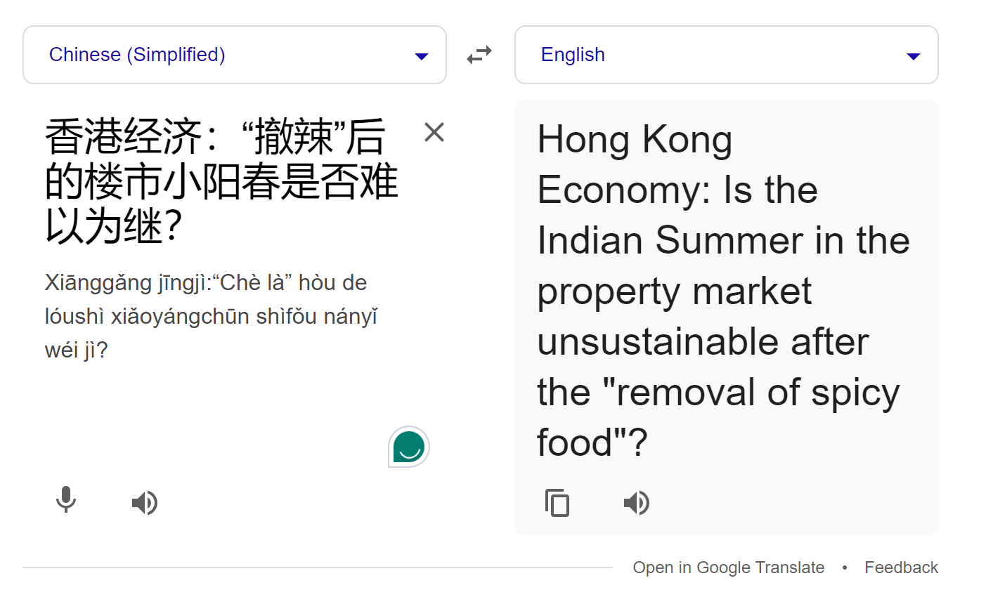 Chinese (Simplified)
English
香港经济：“撤辣”后
的楼市小阳春是否难
以为继？
Xiānggǎng jīngjì:“Chè là” hòu de
lóushì xiǎoyángchūn shìfǒu nányǐ
wéi jì?
Hong Kong
Economy: Is the
Indian Summer in the
property market
unsustainable after
the "removal of spicy
food"?
Open in Google Translate • Feedback